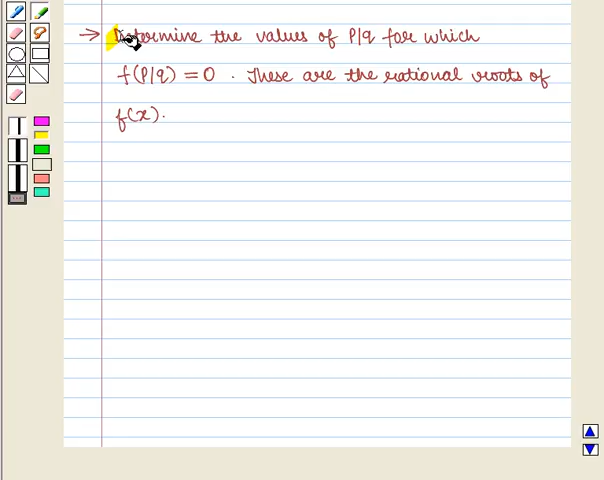 → Determine the values of P/q for which
f(P/q) = 0 . These are the rational roots of
f(x).